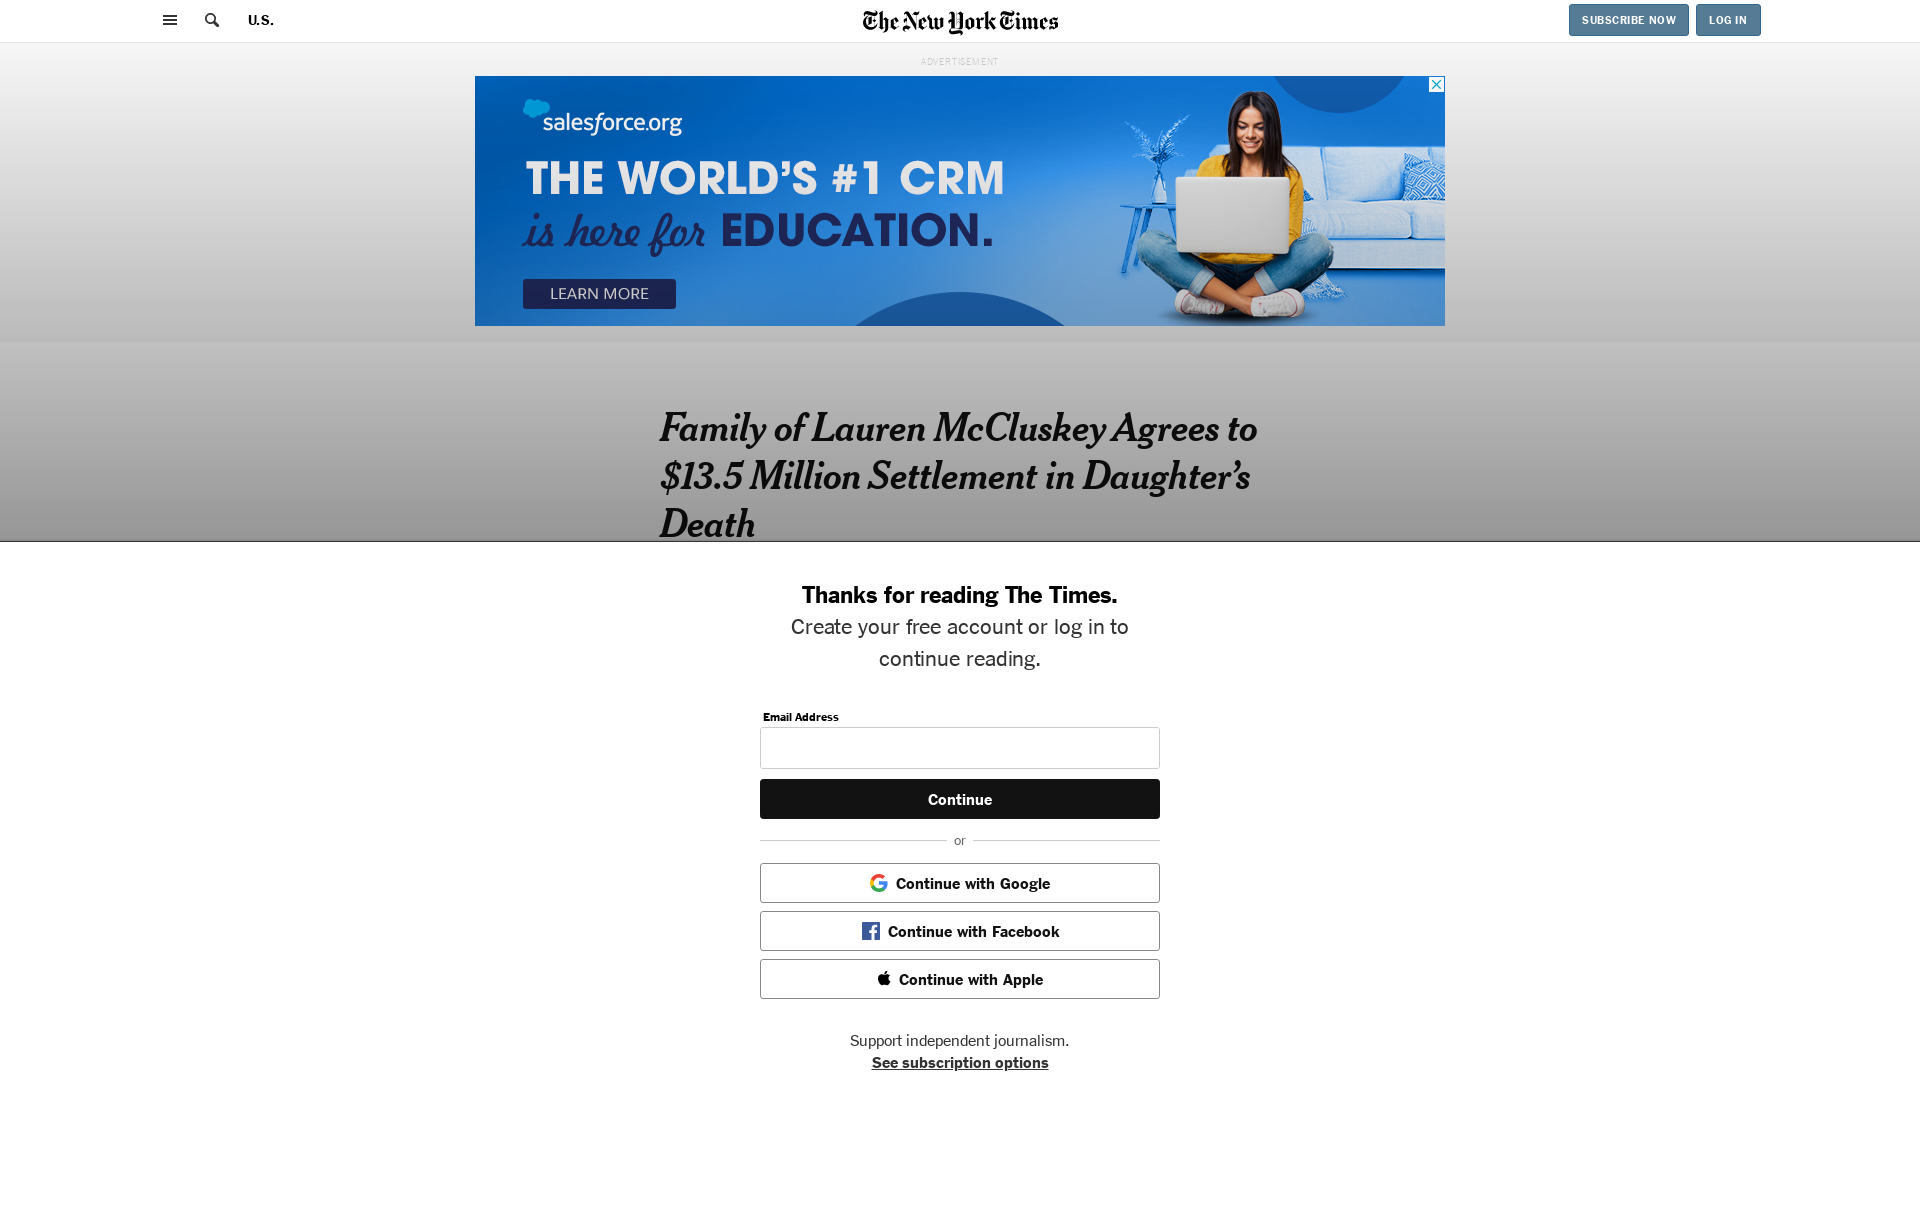 U.S.
The New York Times
SUBSCRIBE NOW
LOG IN
ADVERTISEMENT
salesforce.org
THE WORLD'S #1 CRM
is here for EDUCATION.
LEARN MORE
Family of Lauren McCluskey Agrees to
$13.5 Million Settlement in Daughter’s
Death
Thanks for reading The Times.
Create your free account or log in to
continue reading.
Email Address
Continue
or
Continue with Google
Continue with Facebook
Continue with Apple
Support independent journalism.
See subscription options